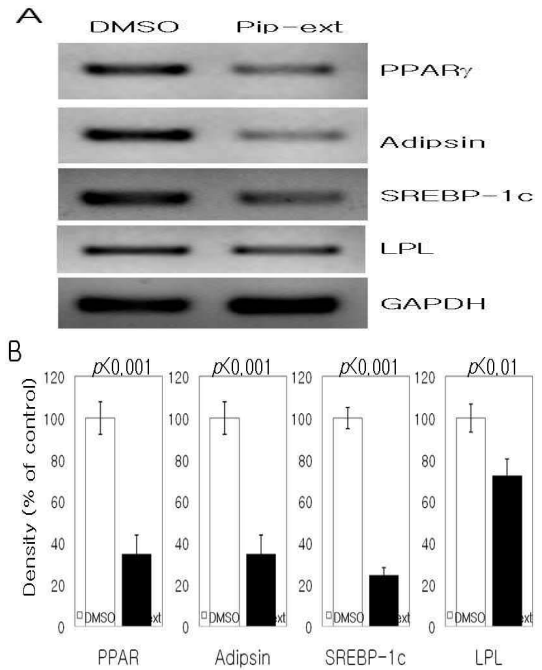 A
DMSO Pip-ext
PPARγ
Adipsin
SREBP-1c
LPL
GAPDH
B
p<0.001 p<0.001 p<0.001 p<0.01
Density (% of control)
120 120 120 120
100 100 100 100
80 80 80 80
60 60 60 60
40 40 40 40
20 20 20 20
0 0 0 0
DMSO ext DMSO ext DMSO ext DMSO ext
PPAR Adipsin SREBP-1c LPL